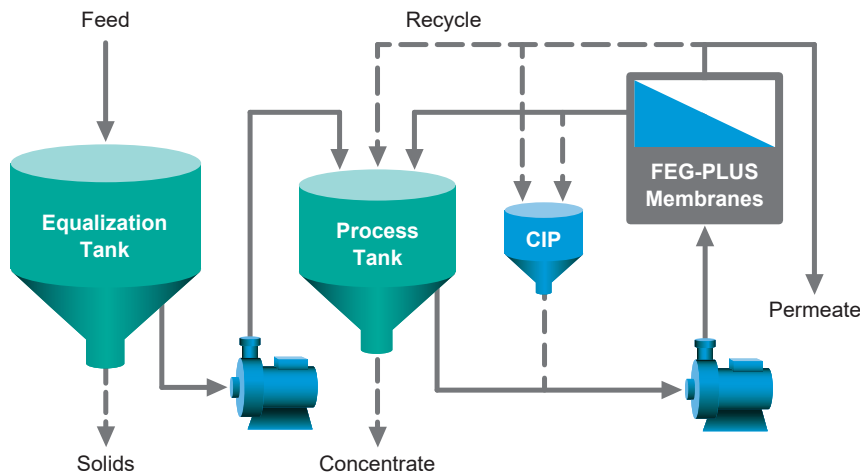 Feed
Recycle
Equalization
Tank
Process
Tank
CIP
FEG-PLUS
Membranes
Permeate
Solids
Concentrate